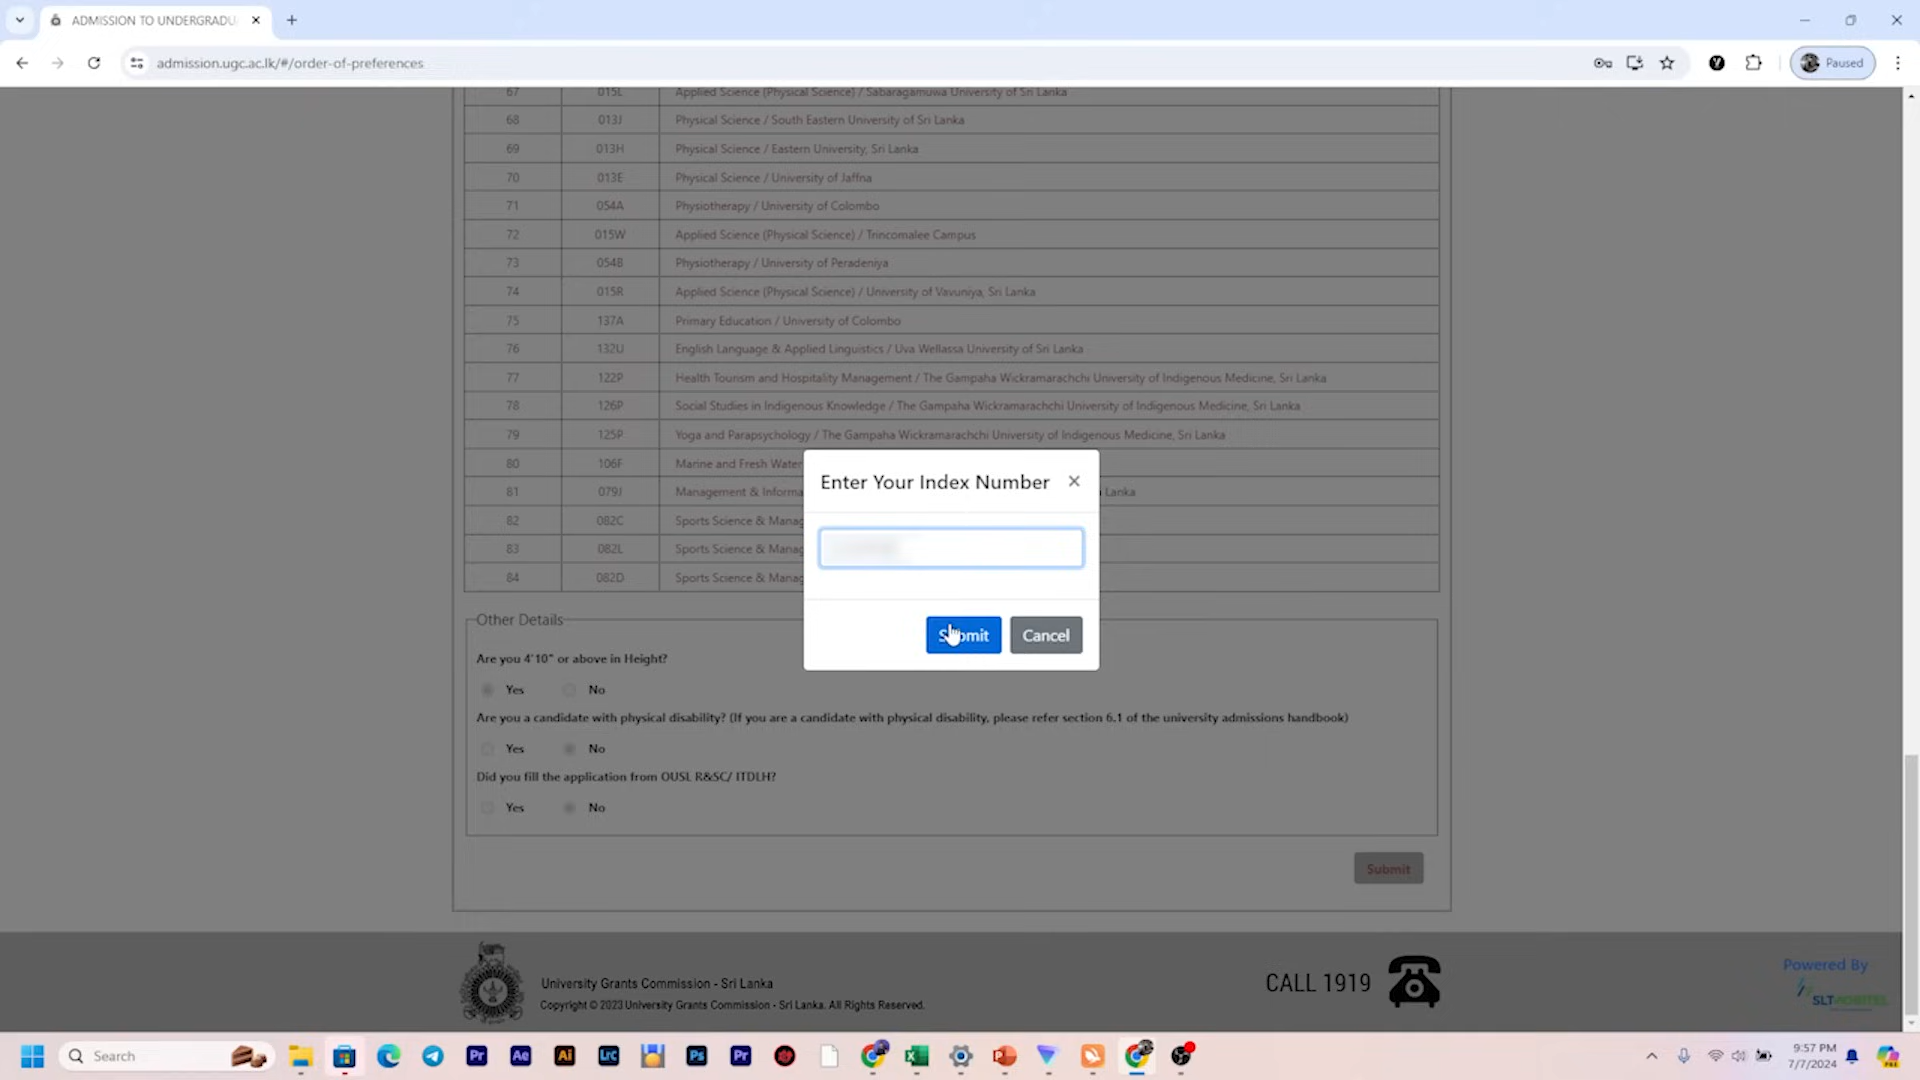 ADMISSION TO UNDERGRADU
admission.ugc.ac.lk/#/order-of-preferences
Paused
67 015L Applied Science (Physical Science) / Sabaragamuwa University of Sri Lanka
68 013J Physical Science / South Eastern University of Sri Lanka
69 013H Physical Science / Eastern University, Sri Lanka
70 013E Physical Science / University of Jaffna
71 054A Physiotherapy / University of Colombo
72 015W Applied Science (Physical Science) / Trincomalee Campus
73 054B Physiotherapy / University of Peradeniya
74 015R Applied Science (Physical Science) / University of Vavuniya, Sri Lanka
75 137A Primary Education / University of Colombo
76 132U English Language & Applied Linguistics / Uva Wellassa University of Sri Lanka
77 122P Health Tourism and Hospitality Management / The Gampaha Wickramarachchi University of Indigenous Medicine, Sri Lanka
78 126P Social Studies in Indigenous Knowledge / The Gampaha Wickramarachchi University of Indigenous Medicine, Sri Lanka
79 125P Yoga and Parapsychology / The Gampaha Wickramarachchi University of Indigenous Medicine, Sri Lanka
80 106F Marine and Fresh Water
81 079J Management & Informa Lanka
82 082C Sports Science & Manag
83 082L Sports Science & Manag
84 082D Sports Science & Manag
Enter Your Index Number
Submit Cancel
Other Details
Are you 4'10" or above in Height?
Yes No
Are you a candidate with physical disability? (If you are a candidate with physical disability, please refer section 6.1 of the university admissions handbook)
Yes No
Did you fill the application from OUSL R&SC/ ITDLH?
Yes No
Submit
University Grants Commission - Sri Lanka
Copyright © 2023 University Grants Commission - Sri Lanka. All Rights Reserved.
CALL 1919
Powered By
SLT-MOBITEL
Search
Pr Ae Ai Lrc Ps Pr
9:57 PM
7/7/2024